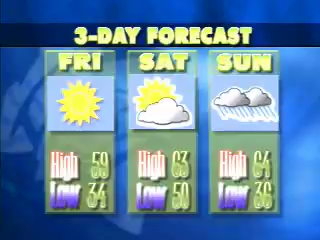 3-DAY FORECAST
FRI SAT SUN
High 59 High 63 High 64
Low 34 Low 50 Low 36